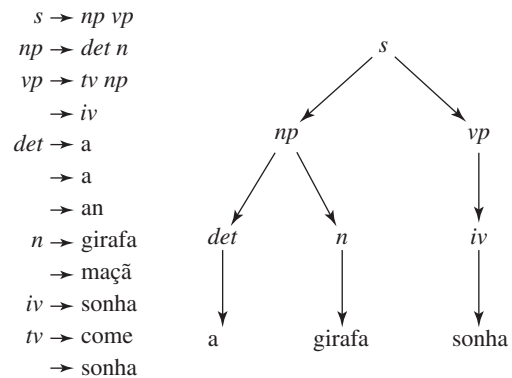 s → np vp
np → det n
vp → tv np
→ iv
det → a
→ a
→ an
n → girafa
→ maçã
iv → sonha
tv → come
→ sonha
s
np vp
det n iv
a girafa sonha